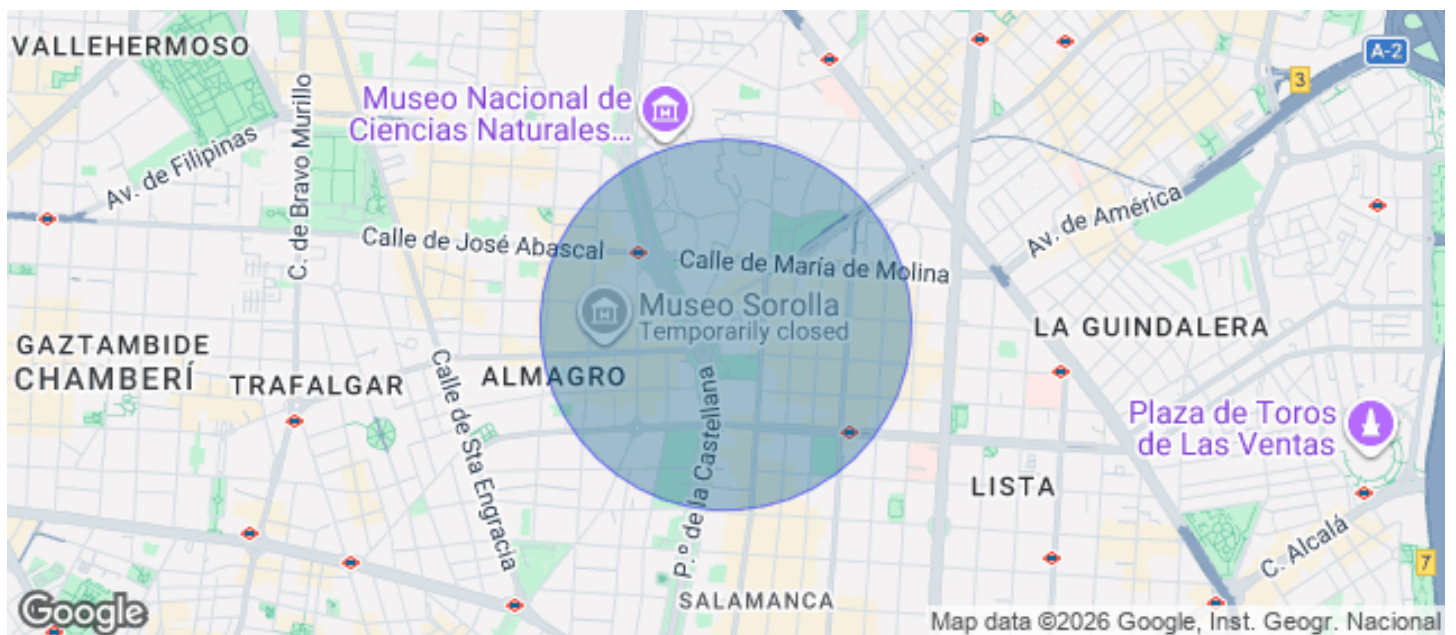 VALLEHERMOSO
A-2
3
Museo Nacional de
Ciencias Naturales...
Av. de Filipinas
C. de Bravo Murillo
Av. de América
Calle de José Abascal
Calle de María de Molina
Museo Sorolla
Temporarily closed
LA GUINDALERA
GAZTAMBIDE
CHAMBERÍ
TRAFALGAR
ALMAGRO
Calle de Sta Engracia
P.º de la Castellana
Plaza de Toros
de Las Ventas
LISTA
C. Alcalá
7
SALAMANCA
Google
Map data ©2026 Google, Inst. Geogr. Nacional